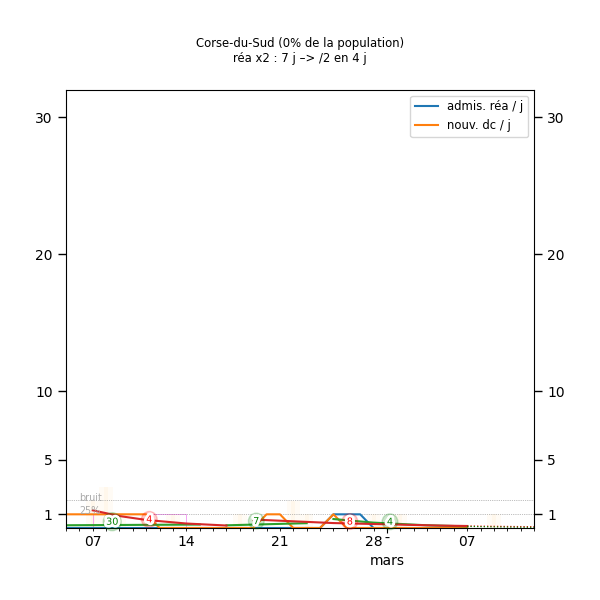 Corse-du-Sud (0% de la population)
réa x2 : 7 j –> /2 en 4 j
admis. réa / j
nouv. dc / j
30 30
20 20
10 10
5 5
bruit
25%
1 30 4 7 8 4 1
07 14 21 28 07
mars